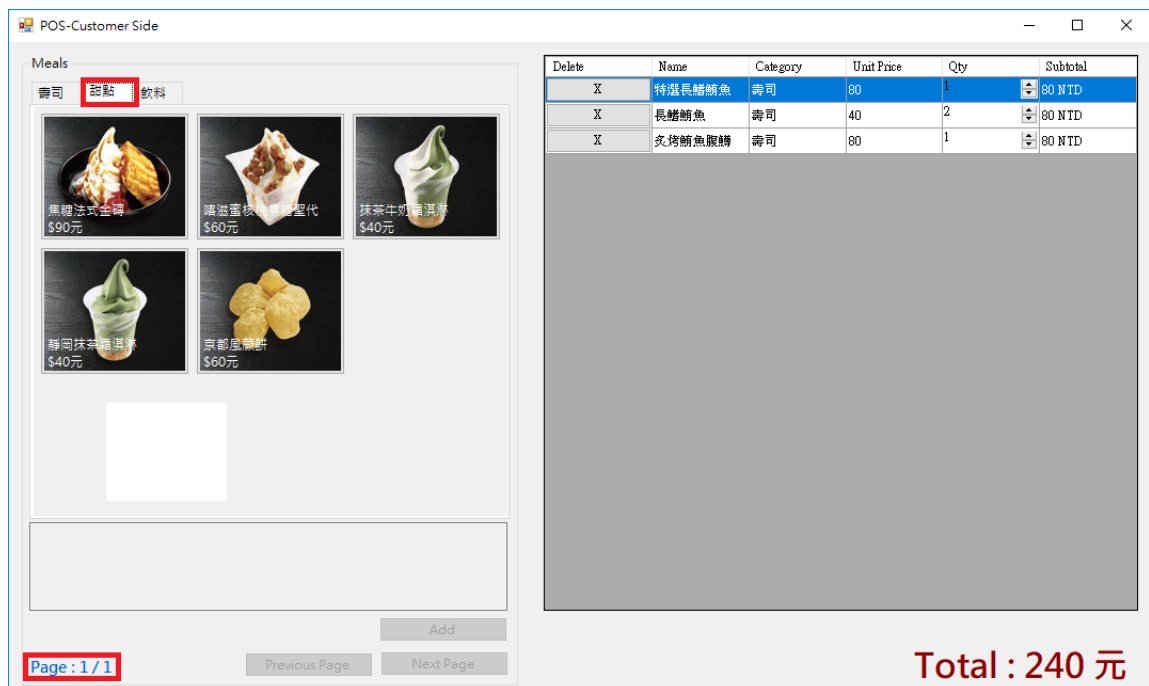 POS-Customer Side
Meals
壽司 甜點 飲料
焦糖法式金磚
$90元
喀滋蜜核桃焦糖聖代
$60元
抹茶牛奶霜淇淋
$40元
靜岡抹茶霜淇淋
$40元
京都風蕨餅
$60元
Add
Page : 1 / 1
Previous Page
Next Page
Delete Name Category Unit Price Qty Subtotal
X 特選長鰭鮪魚 壽司 80 1 80 NTD
X 長鰭鮪魚 壽司 40 2 80 NTD
X 炙烤鮪魚腹鱒 壽司 80 1 80 NTD
Total : 240 元